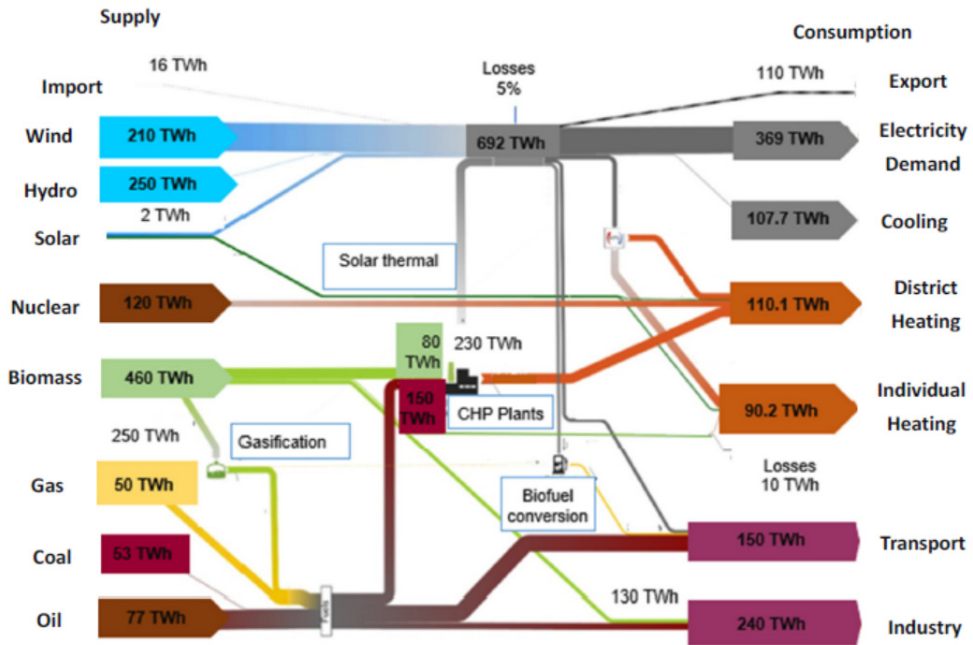 Supply
Consumption
16 TWh
Losses
5%
110 TWh
Import
Export
Wind
210 TWh
692 TWh
369 TWh
Electricity
Demand
Hydro
250 TWh
2 TWh
Solar
107.7 TWh
Cooling
Solar thermal
Nuclear
120 TWh
110.1 TWh
District
Heating
80
TWh
230 TWh
Biomass
460 TWh
150
TWh
CHP Plants
90.2 TWh
Individual
Heating
250 TWh
Gasification
Losses
10 TWh
Gas
50 TWh
Biofuel
conversion
Coal
53 TWh
150 TWh
Transport
130 TWh
Oil
77 TWh
Fuels
240 TWh
Industry